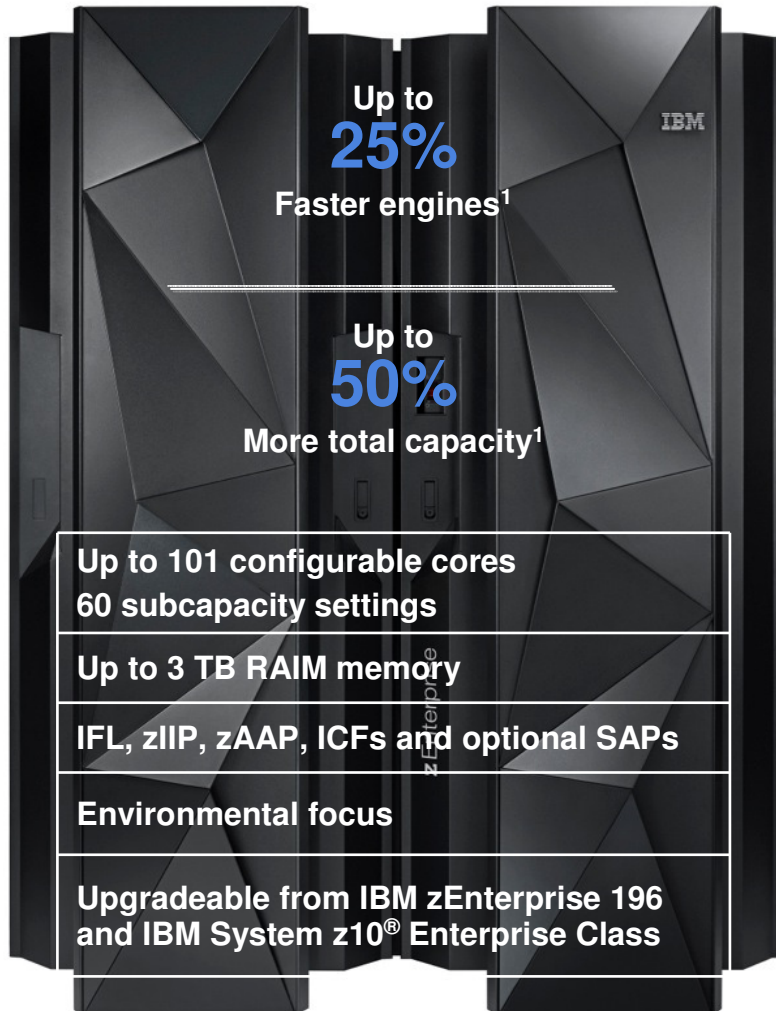 Up to
25%
IBM
Faster engines¹
Up to
50%
More total capacity¹
Up to 101 configurable cores
60 subcapacity settings
Up to 3 TB RAIM memory
zEnterprise
IFL, zIIP, zAAP, ICFs and optional SAPs
Environmental focus
Upgradeable from IBM zEnterprise 196
and IBM System z10® Enterprise Class